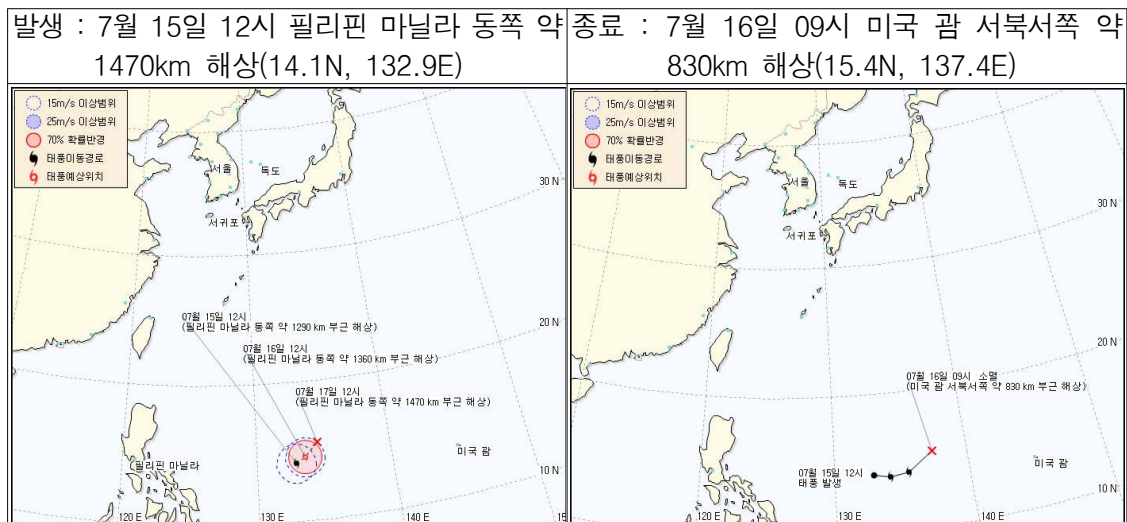 발생 : 7월 15일 12시 필리핀 마닐라 동쪽 약
1470km 해상(14.1N, 132.9E)
15m/s 이상범위
25m/s 이상범위
70% 확률반경
태풍이동경로
태풍예상위치
서울
독도
서귀포
30 N
07월 15일 12시
(필리핀 마닐라 동쪽 약 1290 km 부근 해상)
20 N
07월 16일 12시
(필리핀 마닐라 동쪽 약 1360 km 부근 해상)
07월 17일 12시
(필리핀 마닐라 동쪽 약 1470 km 부근 해상)
미국 괌
필리핀 마닐라
10 N
120 E
130 E
140 E
15
종료 : 7월 16일 09시 미국 괌 서북서쪽 약
830km 해상(15.4N, 137.4E)
15m/s 이상범위
25m/s 이상범위
70% 확률반경
태풍이동경로
태풍예상위치
서울
독도
서귀포
30 N
20 N
07월 16일 09시 소멸
(미국 괌 서북서쪽 약 830 km 부근 해상)
미국 괌
07월 15일 12시
태풍 발생
10 N
120 E
130 E
140 E